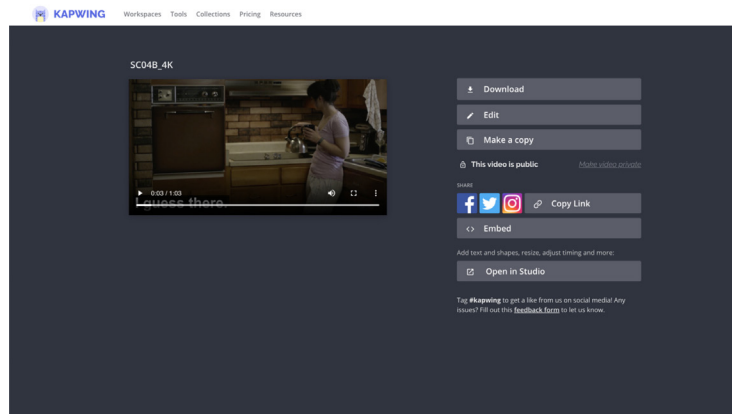 KAPWING
Workspaces Tools Collections Pricing Resources
SC04B_4K
Download
Edit
Make a copy
This video is public Make video private
SHARE
Copy Link
Embed
Add text and shapes, resize, adjust timing and more:
Open in Studio
Tag #kapwing to get a like from us on social media! Any
issues? Fill out this feedback form to let us know.
0:03 / 1:03
I guess there.